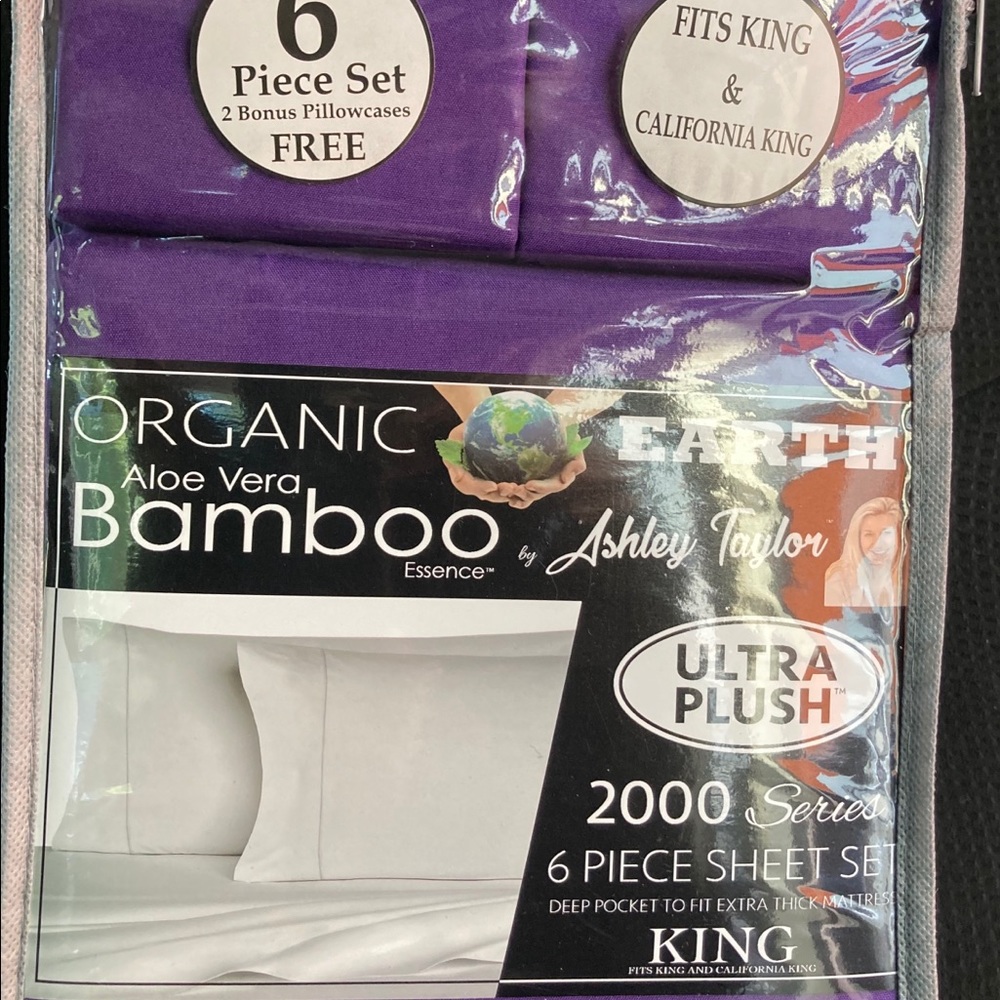 6
Piece Set
2 Bonus Pillowcases
FREE
FITS KING
&
CALIFORNIA KING
ORGANIC
Aloe Vera
Bamboo
Essence™
EARTH
by Ashley Taylor
ULTRA
PLUSH™
2000 Series
6 PIECE SHEET SET
DEEP POCKET TO FIT EXTRA THICK MATTRESS
KING
FITS KING AND CALIFORNIA KING